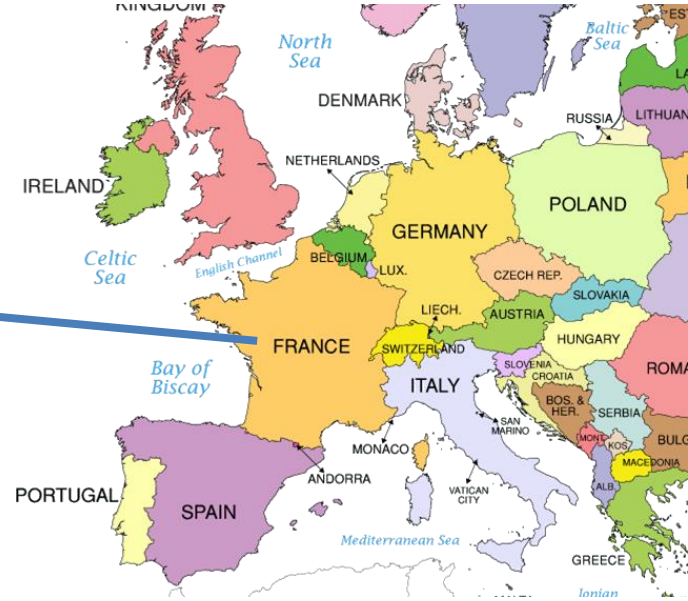 KINGDOM
North
Sea
Baltic
Sea
DENMARK
RUSSIA
LITHUAN
NETHERLANDS
IRELAND
POLAND
GERMANY
Celtic
Sea
English Channel
BELGIUM
LUX.
CZECH REP.
SLOVAKIA
LIECH.
AUSTRIA
FRANCE
SWITZERLAND
HUNGARY
Bay of
Biscay
SLOVENIA
CROATIA
ROMA
ITALY
BOS. &
HER.
SERBIA
SAN
MARINO
MONT.
KOS.
BULG
MONACO
MACEDONIA
ANDORRA
ALB.
VATICAN
CITY
PORTUGAL
SPAIN
Mediterranean Sea
GREECE
Ionian